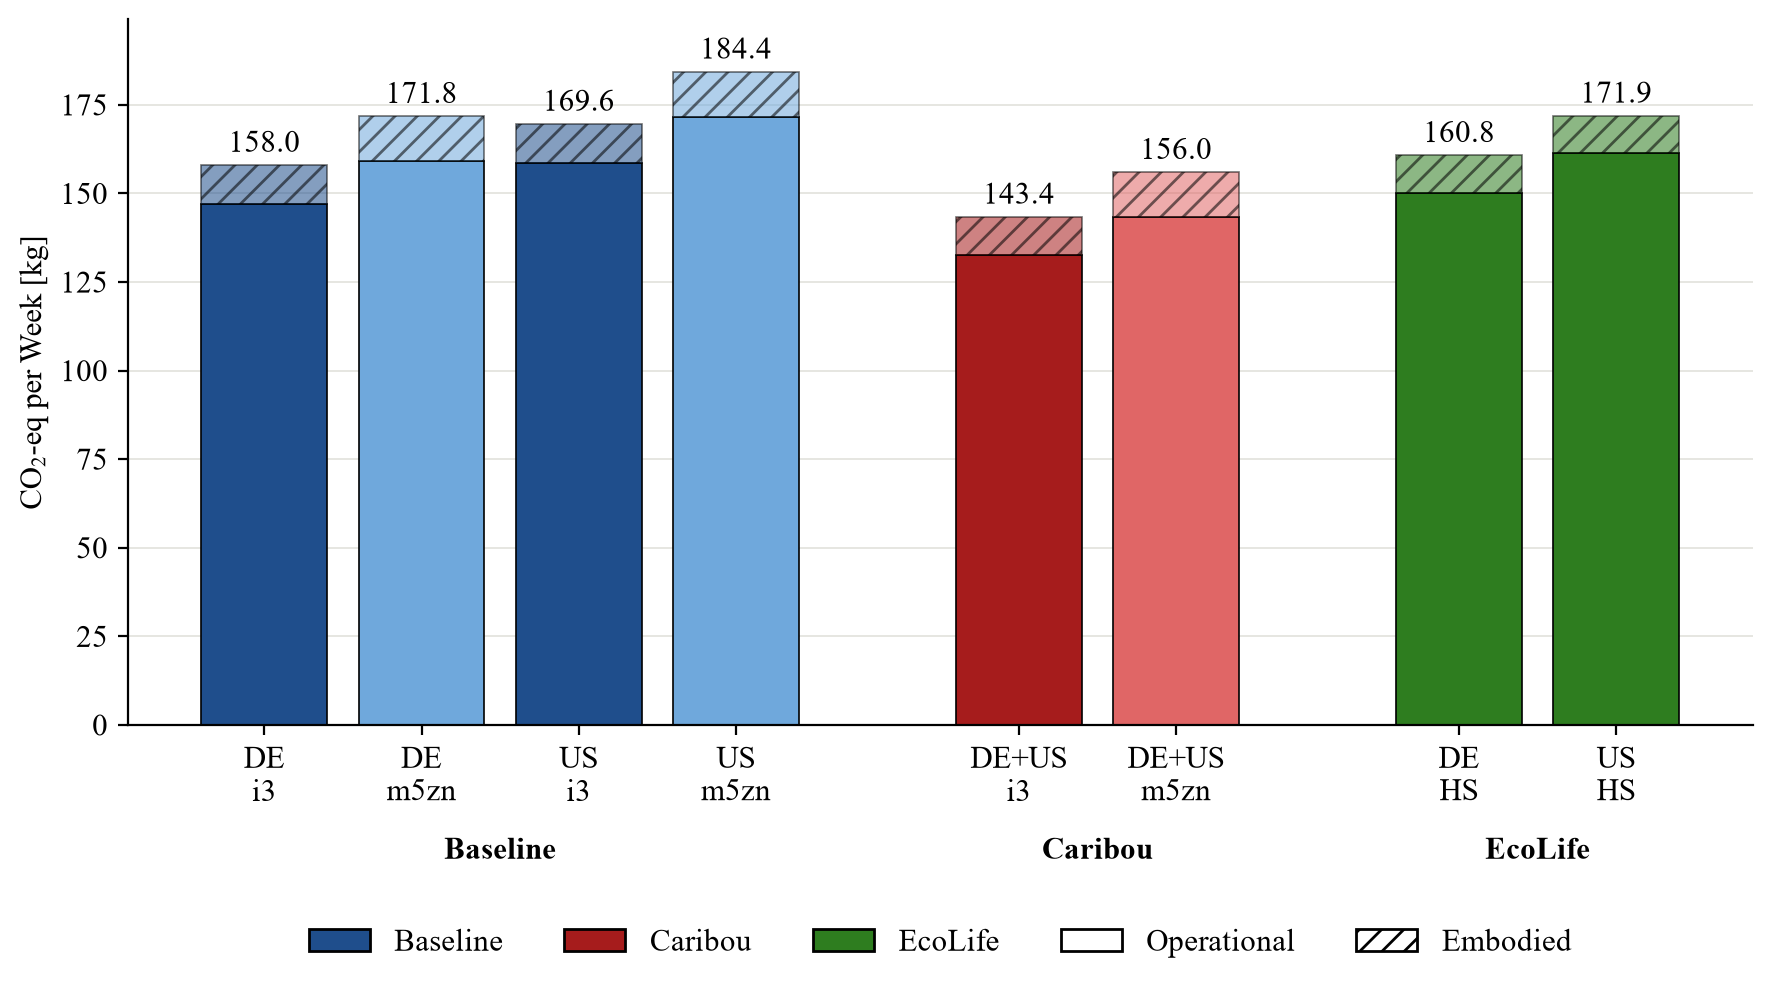 CO₂-eq per Week [kg]
175
150
125
100
75
50
25
0
158.0
171.8
169.6
184.4
143.4
156.0
160.8
171.9
DE
i3
DE
m5zn
US
i3
US
m5zn
DE+US
i3
DE+US
m5zn
DE
HS
US
HS
Baseline
Caribou
EcoLife
Baseline
Caribou
EcoLife
Operational
Embodied